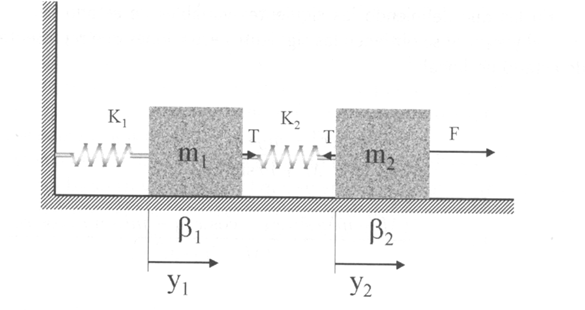 K₁ K₂
m₁ T T m₂ F
β₁ β₂
y₁ y₂